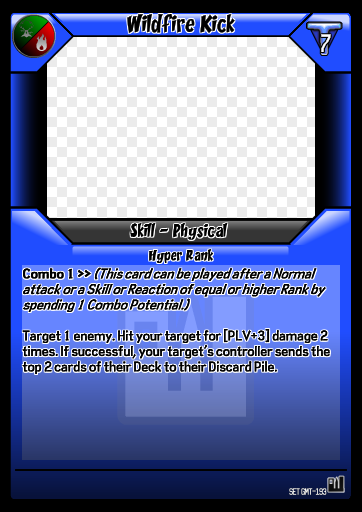 Wildfire Kick
7
Skill - Physical
Hyper Rank
Combo 1 >> (This card can be played after a Normal
attack or a Skill or Reaction of equal or higher Rank by
spending 1 Combo Potential.)
Target 1 enemy. Hit your target for [PLV+3] damage 2
times. If successful, your target's controller sends the
top 2 cards of their Deck to their Discard Pile.
SET GMT-193